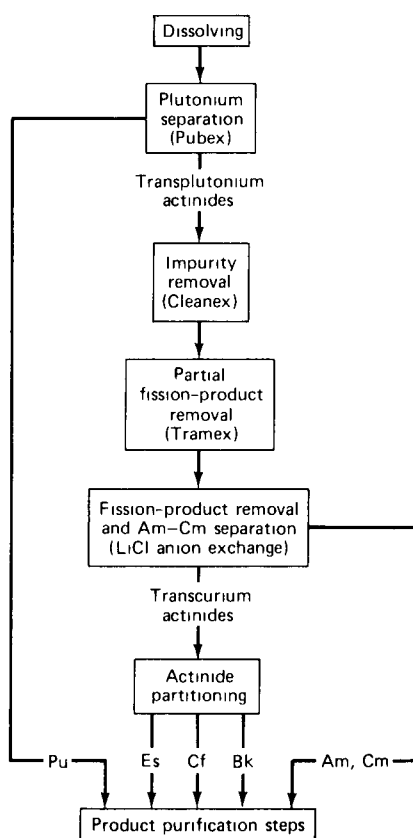 Dissolving
Plutonium
separation
(Pubex)
Transplutonium
actinides
Impurity
removal
(Cleanex)
Partial
fission-product
removal
(Tramex)
Fission-product removal
and Am-Cm separation
(LiCl anion exchange)
Transcurium
actinides
Actinide
partitioning
Pu Es Cf Bk Am, Cm
Product purification steps